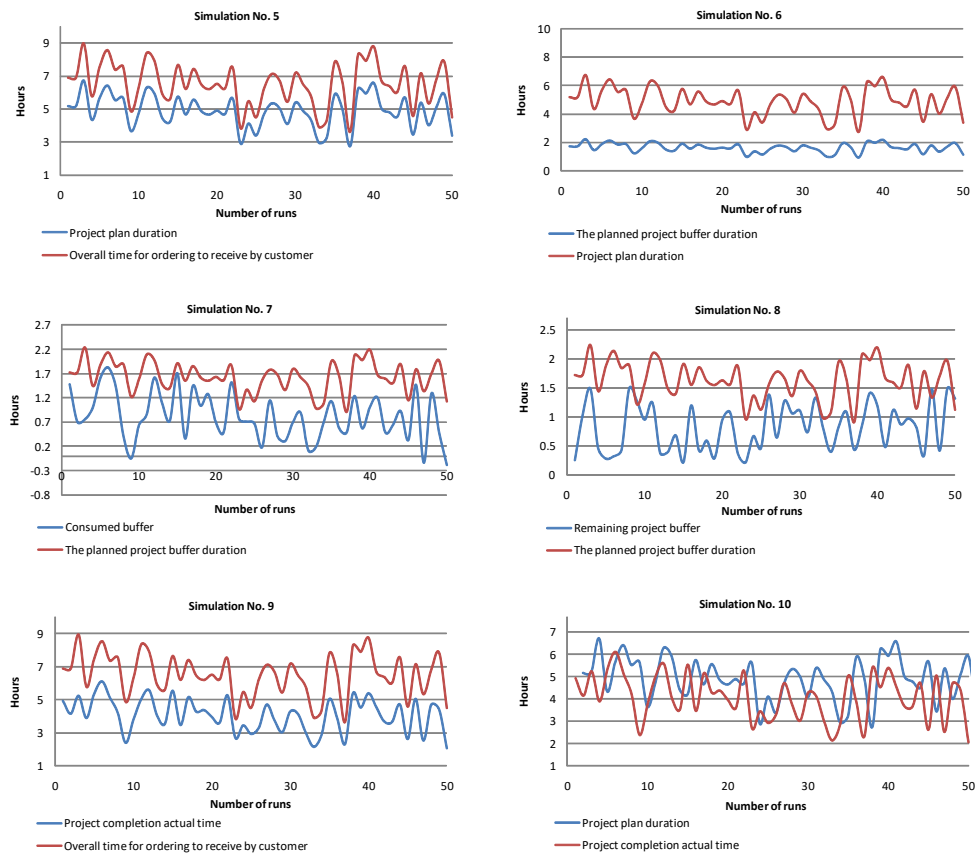 Simulation No. 5
9
7
5
3
1
Hours
0 10 20 30 40 50
Number of runs
Project plan duration
Overall time for ordering to receive by customer
Simulation No. 6
10
8
6
4
2
0
Hours
0 10 20 30 40 50
Number of runs
The planned project buffer duration
Project plan duration
Simulation No. 7
2.7
2.2
1.7
1.2
0.7
0.2
-0.3
-0.8
Hours
0 10 20 30 40 50
Number of runs
Consumed buffer
The planned project buffer duration
Simulation No. 8
2.5
2
1.5
1
0.5
0
Hours
0 10 20 30 40 50
Number of runs
Remaining project buffer
The planned project buffer duration
Simulation No. 9
9
7
5
3
1
Hours
0 10 20 30 40 50
Number of runs
Project completion actual time
Overall time for ordering to receive by customer
Simulation No. 10
7
6
5
4
3
2
1
Hours
0 10 20 30 40 50
Number of runs
Project plan duration
Project completion actual time